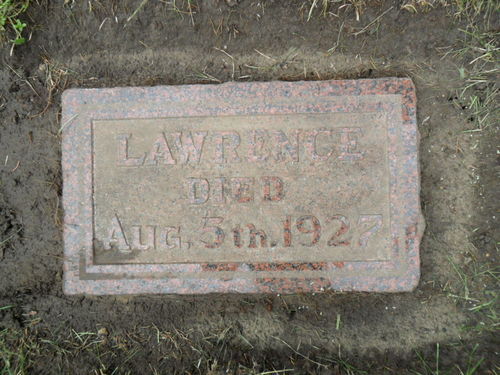 LAWRENCE
DIED
AUG. 5th. 1927